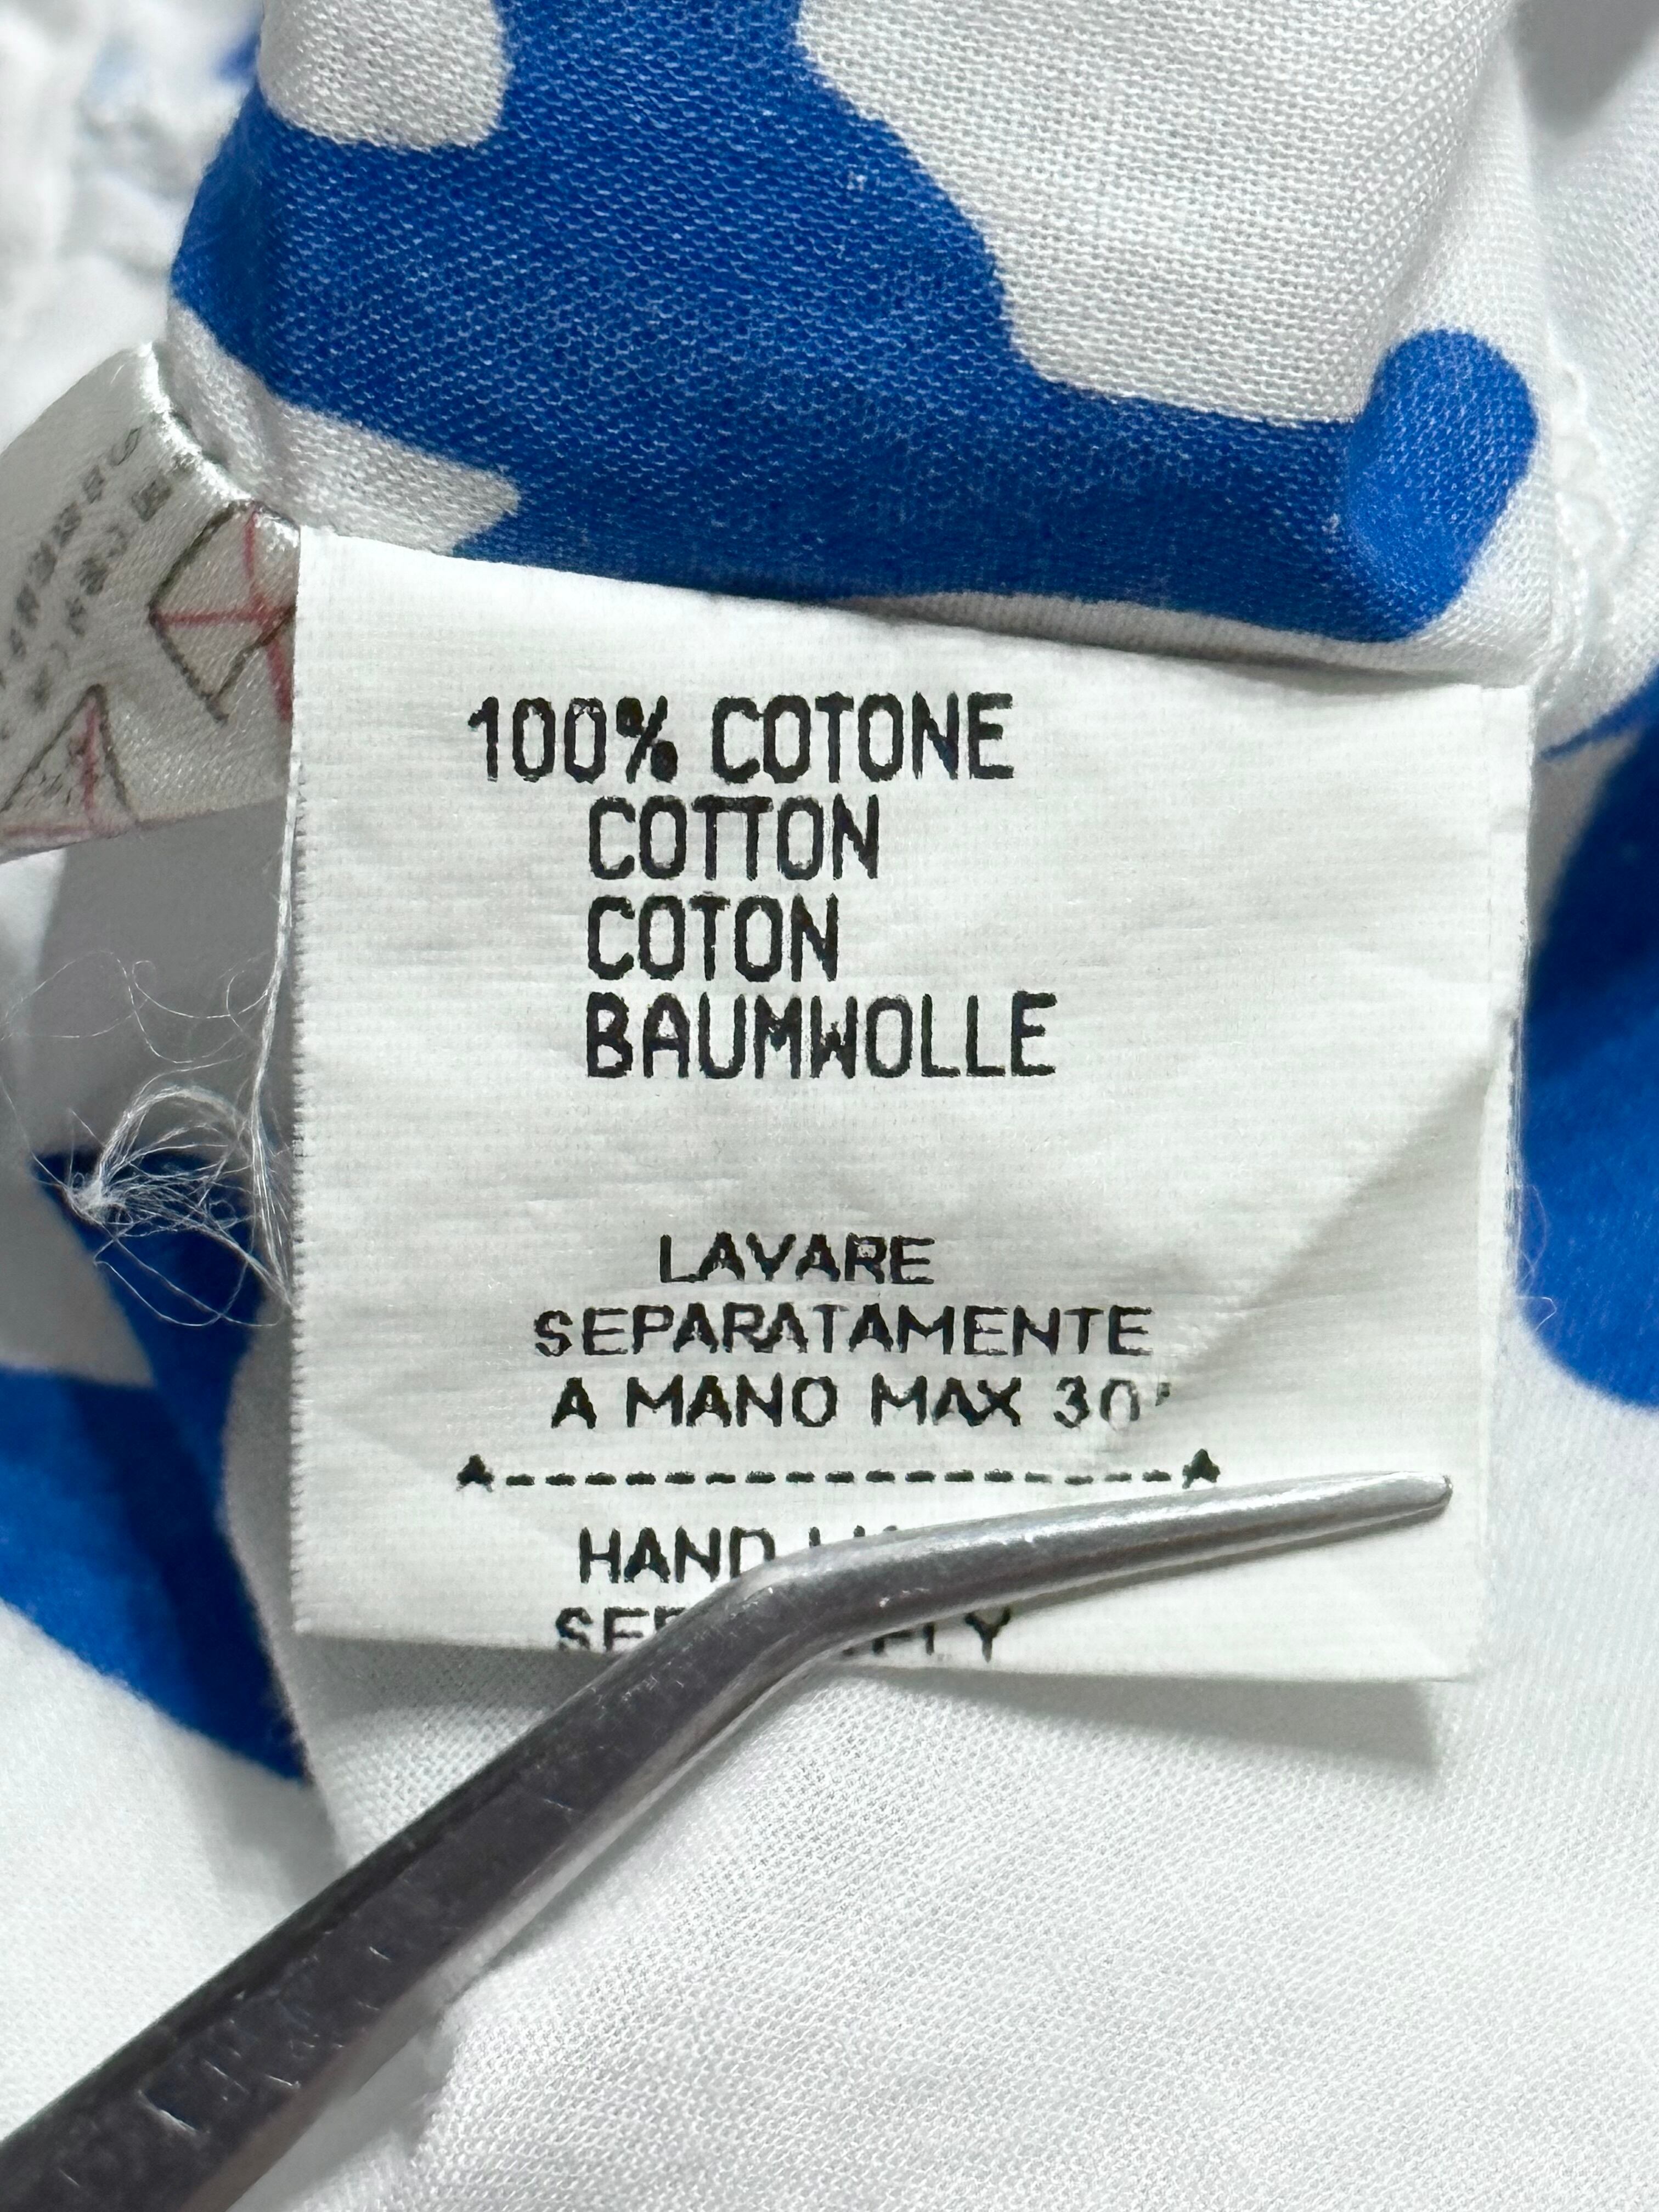 100% COTONE
COTTON
COTON
BAUMWOLLE
LAVARE
SEPARATAMENTE
A MANO MAX 30°
A---------------A
HAND